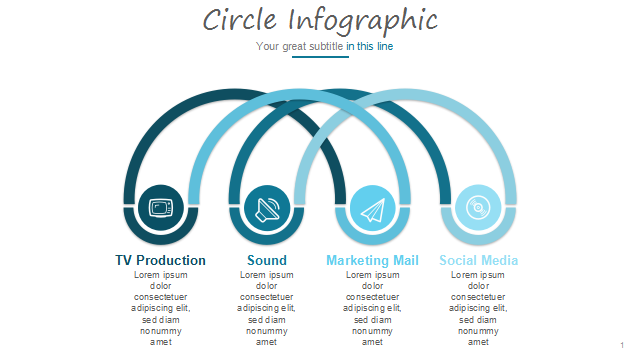 Circle Infographic
Your great subtitle in this line
TV Production
Lorem ipsum
dolor
consectetuer
adipiscing elit,
sed diam
nonummy
amet
Sound
Lorem ipsum
dolor
consectetuer
adipiscing elit,
sed diam
nonummy
amet
Marketing Mail
Lorem ipsum
dolor
consectetuer
adipiscing elit,
sed diam
nonummy
amet
Social Media
Lorem ipsum
dolor
consectetuer
adipiscing elit,
sed diam
nonummy
amet
1